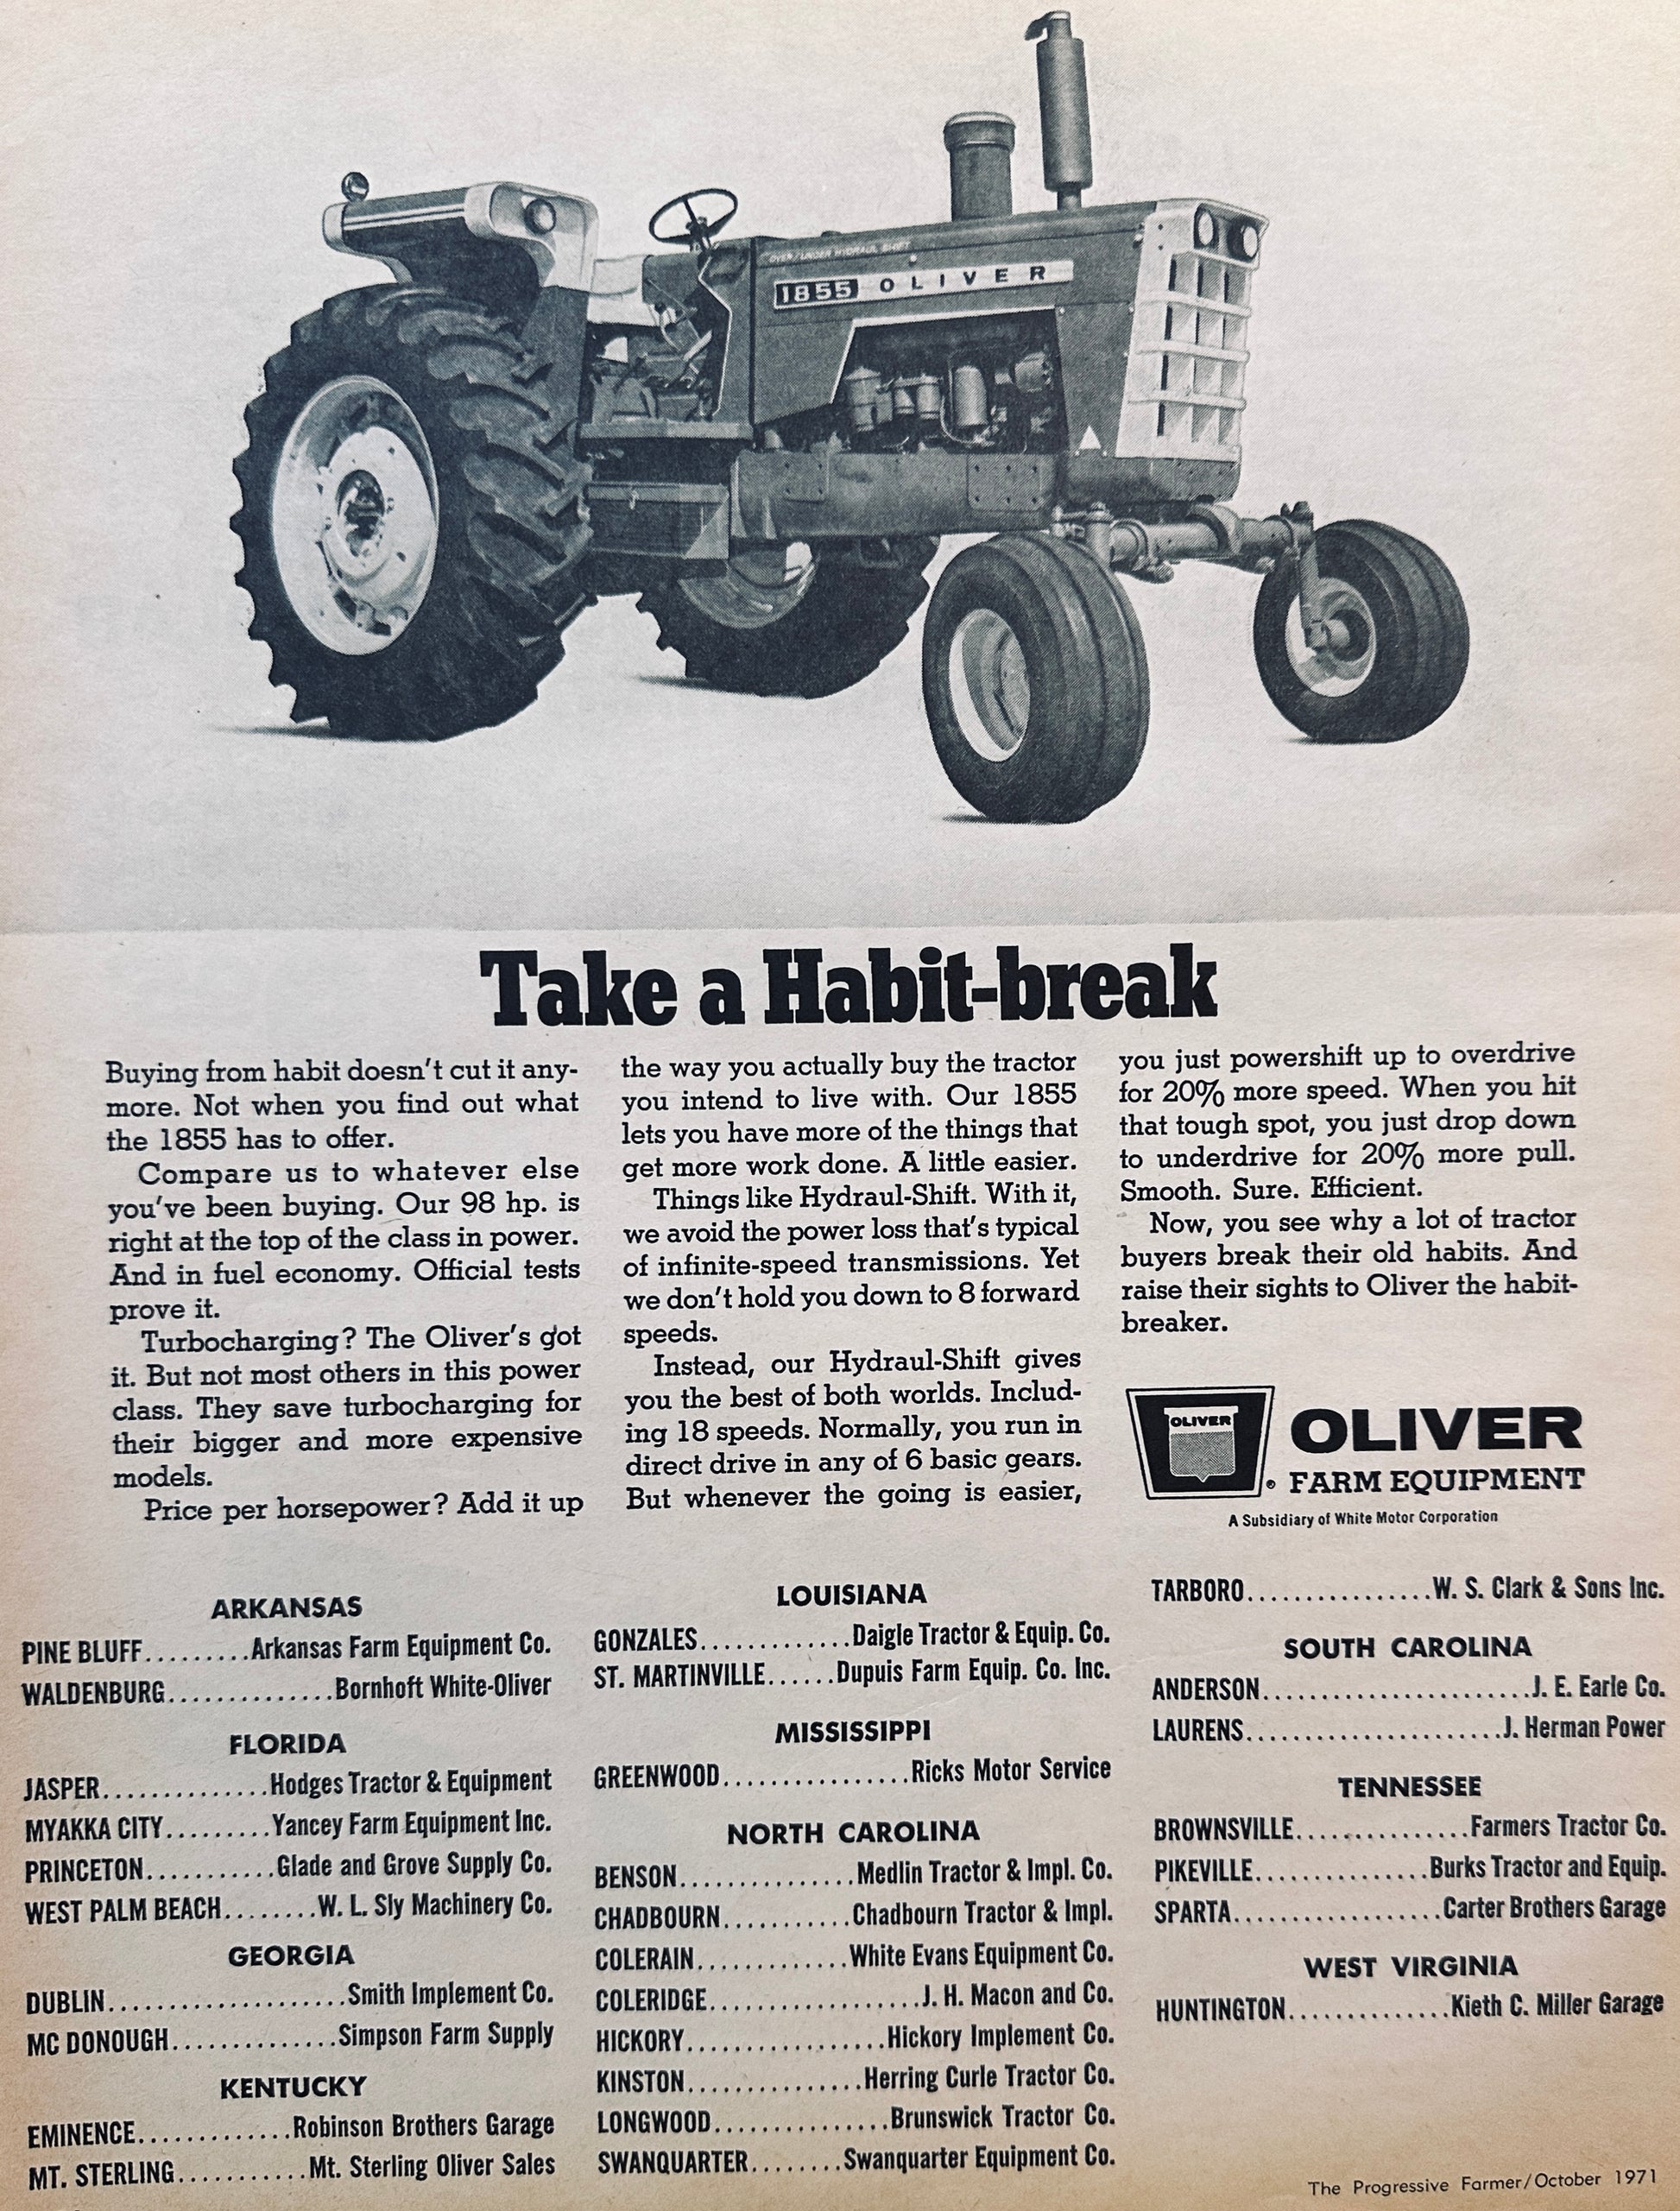 OVER/UNDER HYDRAUL SHIFT
1855 OLIVER
Take a Habit-break
Buying from habit doesn't cut it any-
more. Not when you find out what
the 1855 has to offer.
Compare us to whatever else
you've been buying. Our 98 hp. is
right at the top of the class in power.
And in fuel economy. Official tests
prove it.
Turbocharging? The Oliver's got
it. But not most others in this power
class. They save turbocharging for
their bigger and more expensive
models.
Price per horsepower? Add it up
the way you actually buy the tractor
you intend to live with. Our 1855
lets you have more of the things that
get more work done. A little easier.
Things like Hydraul-Shift. With it,
we avoid the power loss that's typical
of infinite-speed transmissions. Yet
we don't hold you down to 8 forward
speeds.
Instead, our Hydraul-Shift gives
you the best of both worlds. Includ-
ing 18 speeds. Normally, you run in
direct drive in any of 6 basic gears.
But whenever the going is easier,
you just powershift up to overdrive
for 20% more speed. When you hit
that tough spot, you just drop down
to underdrive for 20% more pull.
Smooth. Sure. Efficient.
Now, you see why a lot of tractor
buyers break their old habits. And
raise their sights to Oliver the habit-
breaker.
OLIVER
®
OLIVER
FARM EQUIPMENT
A Subsidiary of White Motor Corporation
ARKANSAS
PINE BLUFF.........Arkansas Farm Equipment Co.
WALDENBURG..............Bornhoft White-Oliver
FLORIDA
JASPER..............Hodges Tractor & Equipment
MYAKKA CITY.........Yancey Farm Equipment Inc.
PRINCETON...........Glade and Grove Supply Co.
WEST PALM BEACH........W. L. Sly Machinery Co.
GEORGIA
DUBLIN.....................Smith Implement Co.
MC DONOUGH..............Simpson Farm Supply
KENTUCKY
EMINENCE.............Robinson Brothers Garage
MT. STERLING...........Mt. Sterling Oliver Sales
LOUISIANA
GONZALES.............Daigle Tractor & Equip. Co.
ST. MARTINVILLE......Dupuis Farm Equip. Co. Inc.
MISSISSIPPI
GREENWOOD................Ricks Motor Service
NORTH CAROLINA
BENSON...............Medlin Tractor & Impl. Co.
CHADBOURN...........Chadbourn Tractor & Impl.
COLERAIN.............White Evans Equipment Co.
COLERIDGE..................J. H. Macon and Co.
HICKORY.................Hickory Implement Co.
KINSTON...............Herring Curle Tractor Co.
LONGWOOD...............Brunswick Tractor Co.
SWANQUARTER........Swanquarter Equipment Co.
TARBORO................W. S. Clark & Sons Inc.
SOUTH CAROLINA
ANDERSON.......................J. E. Earle Co.
LAURENS......................J. Herman Power
TENNESSEE
BROWNSVILLE...............Farmers Tractor Co.
PIKEVILLE...............Burks Tractor and Equip.
SPARTA..................Carter Brothers Garage
WEST VIRGINIA
HUNTINGTON..............Kieth C. Miller Garage
The Progressive Farmer/October 1971